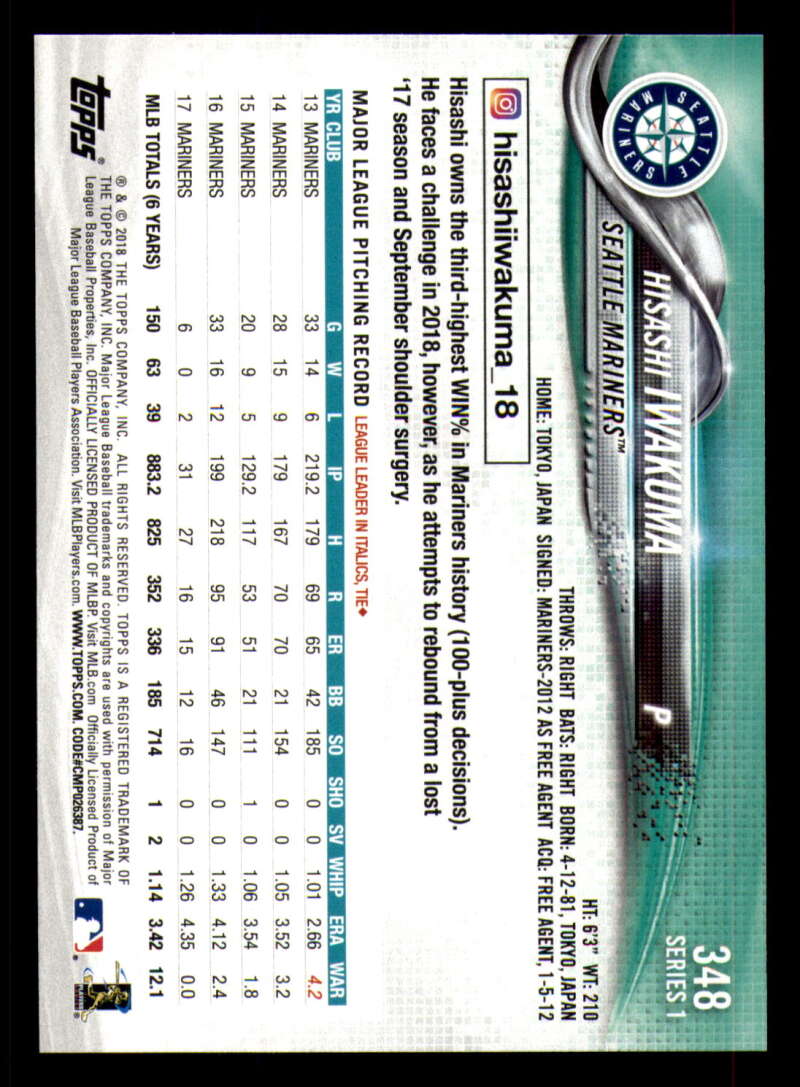 348
SERIES 1
SEATTLE MARINERS
HISASHI IWAKUMA P
SEATTLE MARINERS™
HT: 6'3" WT: 210
THROWS: RIGHT BATS: RIGHT BORN: 4-12-81, TOKYO, JAPAN
HOME: TOKYO, JAPAN SIGNED: MARINERS-2012 AS FREE AGENT ACQ: FREE AGENT, 1-5-12
hisashiiwakuma_18
Hisashi owns the third-highest WIN% in Mariners history (100-plus decisions).
He faces a challenge in 2018, however, as he attempts to rebound from a lost
'17 season and September shoulder surgery.
MAJOR LEAGUE PITCHING RECORD LEAGUE LEADER IN ITALICS, TIE♦
YR CLUB G W L IP H R ER BB SO SHO SV WHIP ERA WAR
13 MARINERS 33 14 6 219.2 179 69 65 42 185 0 0 1.01 2.66 4.2
14 MARINERS 28 15 9 179 167 70 70 21 154 0 0 1.05 3.52 3.2
15 MARINERS 20 9 5 129.2 117 53 51 21 111 1 0 1.06 3.54 1.8
16 MARINERS 33 16 12 199 218 95 91 46 147 0 0 1.33 4.12 2.4
17 MARINERS 6 0 2 31 27 16 15 12 16 0 0 1.26 4.35 0.0
MLB TOTALS (6 YEARS) 150 63 39 883.2 825 352 336 185 714 1 2 1.14 3.42 12.1
topps®
® & © 2018 THE TOPPS COMPANY, INC. ALL RIGHTS RESERVED. TOPPS IS A REGISTERED TRADEMARK OF
THE TOPPS COMPANY, INC. Major League Baseball trademarks and copyrights are used with permission of Major
League Baseball Properties, Inc. OFFICIALLY LICENSED PRODUCT OF MLBP. Visit MLB.com Officially Licensed Product of
Major League Baseball Players Association. Visit MLBPlayers.com. WWW.TOPPS.COM. CODE#CMP026387.